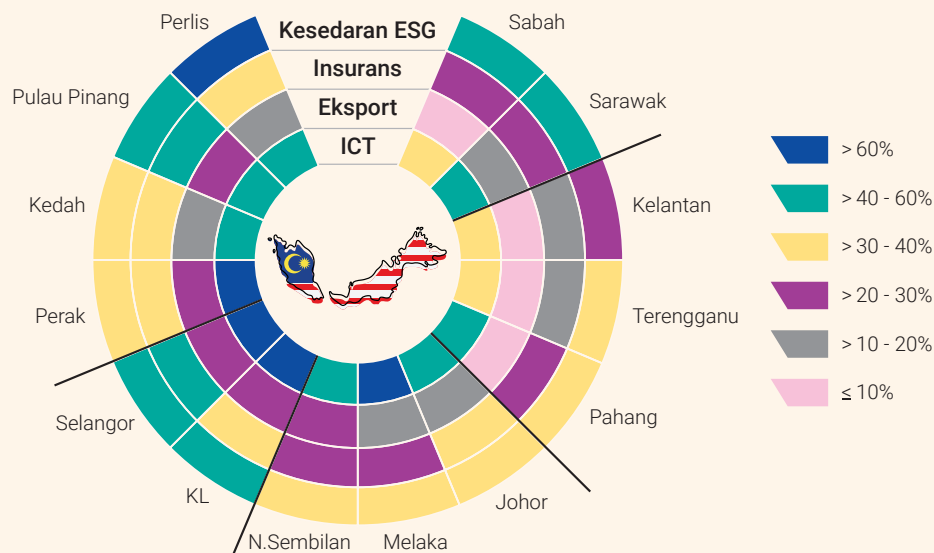 Perlis
Kesedaran ESG
Sabah
Insurans
Pulau Pinang
Eksport
Sarawak
ICT
> 60%
> 40 - 60%
Kedah
Kelantan
> 30 - 40%
> 20 - 30%
Perak
Terengganu
> 10 - 20%
≤ 10%
Selangor
Pahang
KL
Johor
N.Sembilan
Melaka